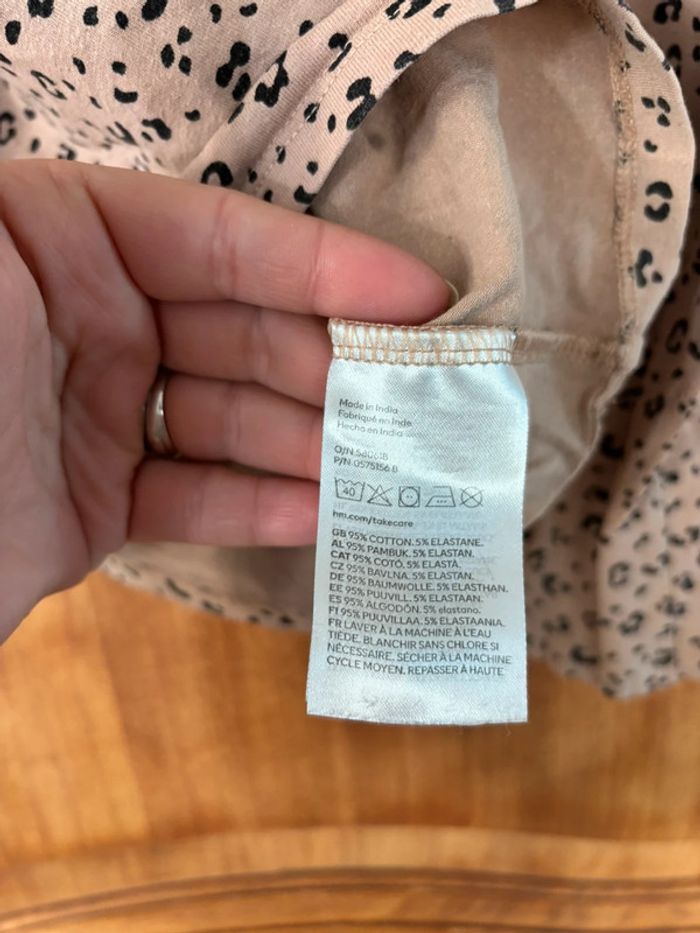 Made in India
Fabriqué en Inde
Hecho en India
O/N 580618
P/N 0575156 B
40
hm.com/takecare
GB 95% COTTON. 5% ELASTANE.
AL 95% PAMBUK. 5% ELASTAN.
CAT 95% COTÓ. 5% ELASTÀ.
CZ 95% BAVLNA. 5% ELASTAN.
DE 95% BAUMWOLLE. 5% ELASTHAN.
EE 95% PUUVILL. 5% ELASTAAN.
ES 95% ALGODÓN. 5% elastano.
FI 95% PUUVILLAA. 5% ELASTAANIA.
FR LAVER À LA MACHINE À L'EAU
TIÈDE. BLANCHIR SANS CHLORE SI
NÉCESSAIRE. SÉCHER À LA MACHINE
CYCLE MOYEN. REPASSER À HAUTE